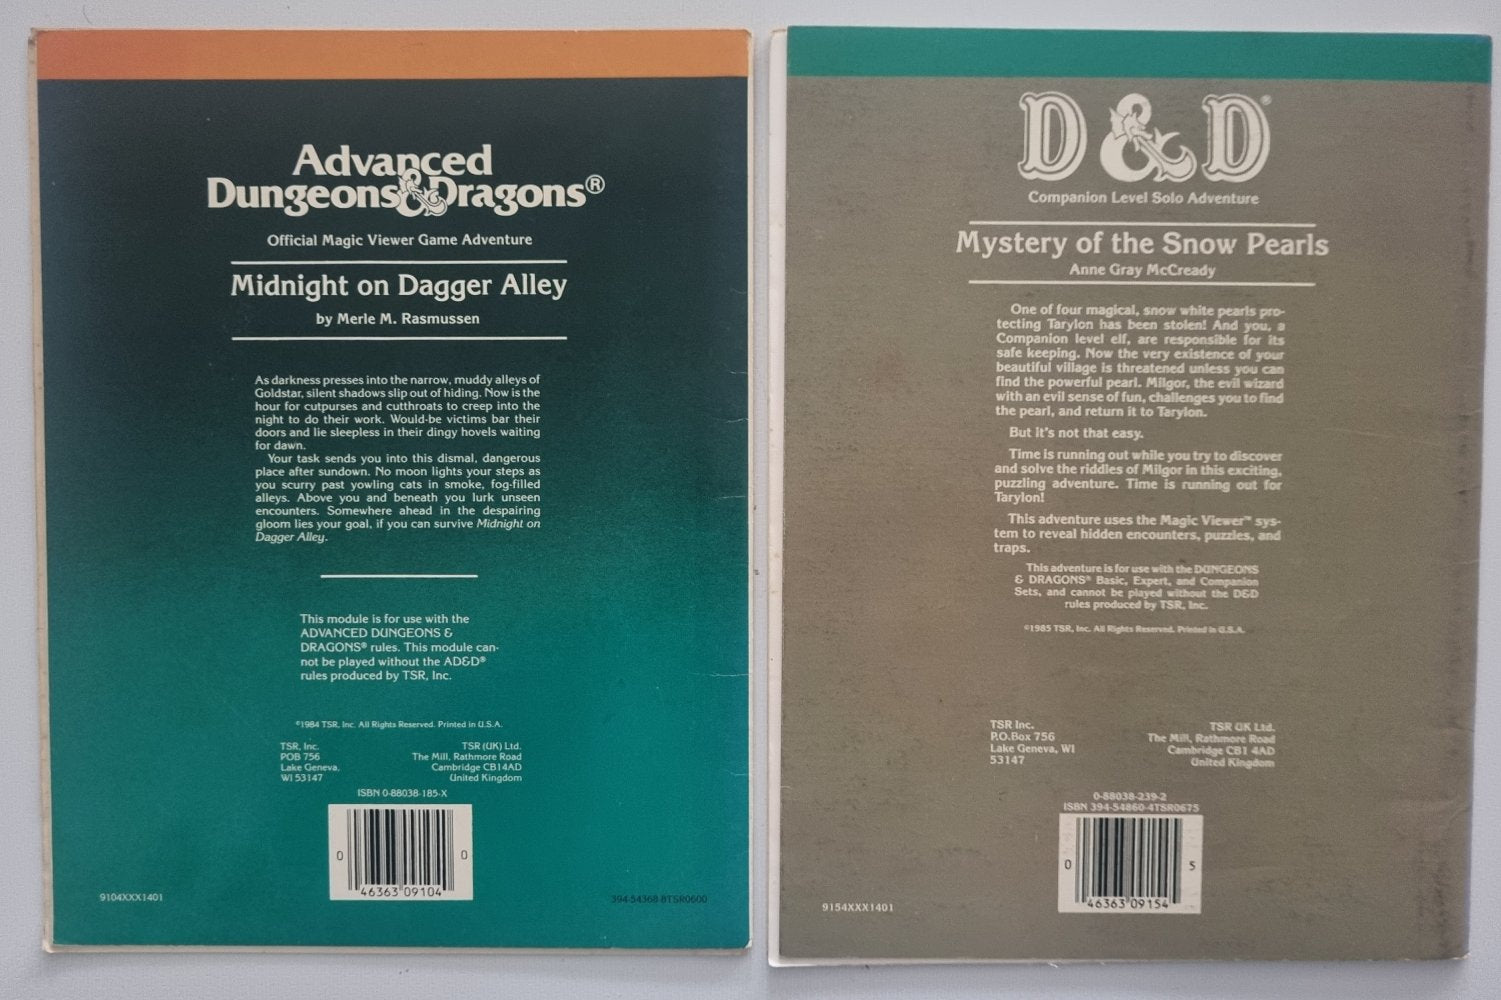 Advanced
Dungeons & Dragons®
Official Magic Viewer Game Adventure
Midnight on Dagger Alley
by Merle M. Rasmussen
As darkness presses into the narrow, muddy alleys of
Goldstar, silent shadows slip out of hiding. Now is the
hour for cutpurses and cutthroats to creep into the
night to do their work. Would-be victims bar their
doors and lie sleepless in their dingy hovels waiting
for dawn.
Your task sends you into this dismal, dangerous
place after sundown. No moon lights your steps as
you scurry past yowling cats in smoke, fog-filled
alleys. Above you and beneath you lurk unseen
encounters. Somewhere ahead in the despairing
gloom lies your goal, if you can survive Midnight on
Dagger Alley.
This module is for use with the
ADVANCED DUNGEONS &
DRAGONS® rules. This module can-
not be played without the AD&D®
rules produced by TSR, Inc.
©1984 TSR, Inc. All Rights Reserved. Printed in U.S.A.
TSR, Inc.
POB 756
Lake Geneva,
WI 53147
TSR (UK) Ltd.
The Mill, Rathmore Road
Cambridge CB14AD
United Kingdom
ISBN 0-88038-185-X
0 46363 09104 0
9104XXX1401
394-54368-8TSR0600
D&D®
Companion Level Solo Adventure
Mystery of the Snow Pearls
Anne Gray McCready
One of four magical, snow white pearls pro-
tecting Tarylon has been stolen! And you, a
Companion level elf, are responsible for its
safe keeping. Now the very existence of your
beautiful village is threatened unless you can
find the powerful pearl. Milgor, the evil wizard
with an evil sense of fun, challenges you to find
the pearl, and return it to Tarylon.
But it's not that easy.
Time is running out while you try to discover
and solve the riddles of Milgor in this exciting,
puzzling adventure. Time is running out for
Tarylon!
This adventure uses the Magic Viewer™ sys-
tem to reveal hidden encounters, puzzles, and
traps.
This adventure is for use with the DUNGEONS
& DRAGONS® Basic, Expert, and Companion
Sets, and cannot be played without the D&D
rules produced by TSR, Inc.
©1985 TSR, Inc. All Rights Reserved. Printed in U.S.A.
TSR Inc.
P.O.Box 756
Lake Geneva, WI
53147
TSR UK Ltd.
The Mill, Rathmore Road
Cambridge CB1 4AD
United Kingdom
0-88038-239-2
ISBN 394-54860-4TSR0675
0 46363 09154 5
9154XXX1401